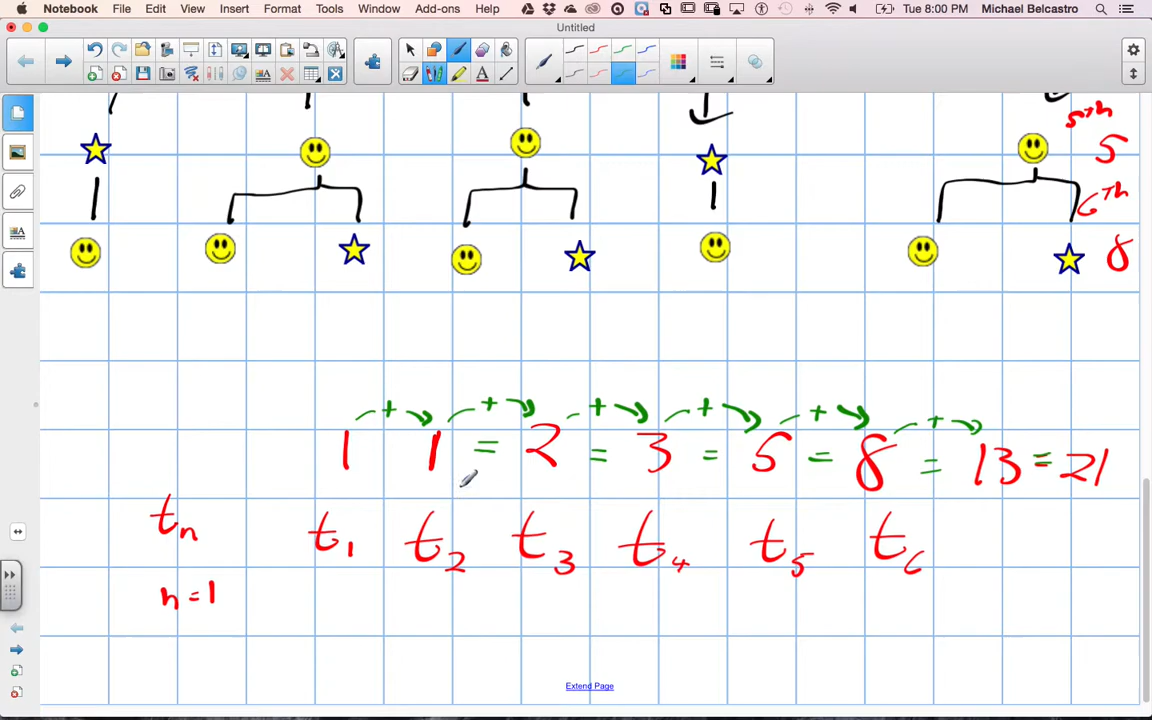 Notebook File Edit View Insert Format Tools Window Add-ons Help Tue 8:00 PM Michael Belcastro
Untitled
5th
5
6th
8
+ + + + + +
1 1 = 2 = 3 = 5 = 8 = 13 = 21
tn t1 t2 t3 t4 t5 t6
n = 1
Extend Page